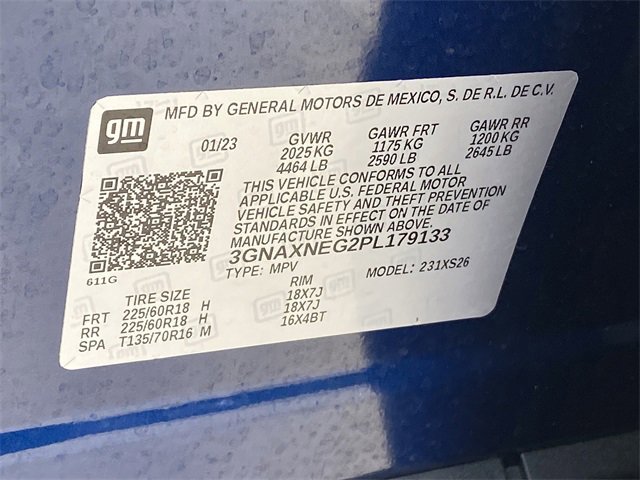 gm
MFD BY GENERAL MOTORS DE MEXICO, S. DE R.L. DE C.V.
01/23 GVWR GAWR FRT GAWR RR
2025 KG 1175 KG 1200 KG
4464 LB 2590 LB 2645 LB
THIS VEHICLE CONFORMS TO ALL
APPLICABLE U.S. FEDERAL MOTOR
VEHICLE SAFETY AND THEFT PREVENTION
STANDARDS IN EFFECT ON THE DATE OF
MANUFACTURE SHOWN ABOVE.
3GNAXNEG2PL179133
611G TYPE: MPV MODEL: 231XS26
TIRE SIZE RIM
FRT 225/60R18 H 18X7J
RR 225/60R18 H 18X7J
SPA T135/70R16 M 16X4BT